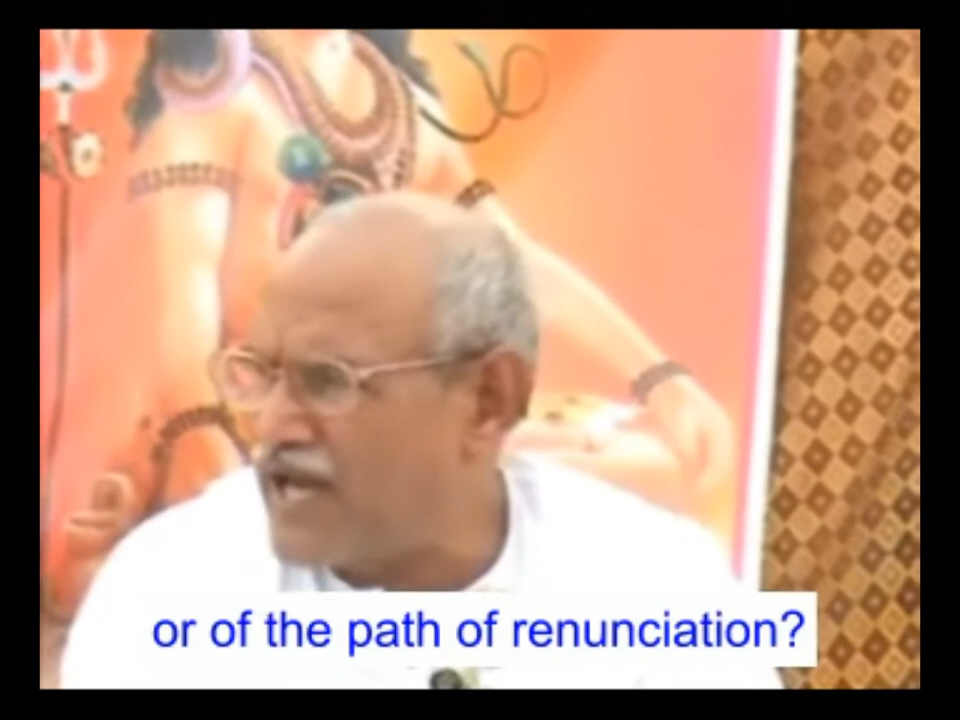 or of the path of renunciation?